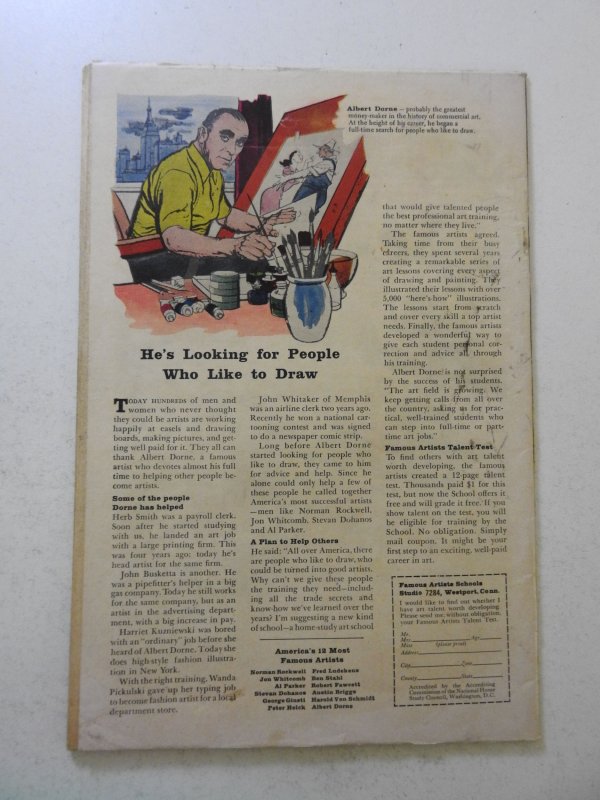 Albert Dorne — probably the greatest
money-maker in the history of commercial art.
At the height of his career, he began a
full-time search for people who like to draw.
He's Looking for People
Who Like to Draw
TODAY HUNDREDS of men and
women who never thought
they could be artists are working
happily at easels and drawing
boards, making pictures, and get-
ting well paid for it. They all can
thank Albert Dorne, a famous
artist who devotes almost his full
time to helping other people be-
come artists.
Some of the people
Dorne has helped
Herb Smith was a payroll clerk.
Soon after he started studying
with us, he landed an art job
with a large printing firm. This
was four years ago: today he's
head artist for the same firm.
John Busketta is another. He
was a pipefitter's helper in a big
gas company. Today he still works
for the same company, but as an
artist in the advertising depart-
ment, with a big increase in pay.
Harriet Kuzniewski was bored
with an "ordinary" job before she
heard of Albert Dorne. Today she
does high-style fashion illustra-
tion in New York.
With the right training, Wanda
Pickulski gave up her typing job
to become fashion artist for a local
department store.
John Whitaker of Memphis
was an airline clerk two years ago.
Recently he won a national car-
tooning contest and was signed
to do a newspaper comic strip.
Long before Albert Dorne
started looking for people who
like to draw, they came to him
for advice and help. Since he
alone could only help a few of
these people he called together
America's most successful artists
—men like Norman Rockwell,
Jon Whitcomb, Stevan Dohanos
and Al Parker.
A Plan to Help Others
He said: "All over America, there
are people who like to draw, who
could be turned into good artists.
Why can't we give these people
the training they need—includ-
ing all the trade secrets and
know-how we've learned over the
years? I'm suggesting a new kind
of school—a home-study art school
America's 12 Most
Famous Artists
Norman Rockwell
Jon Whitcomb
Al Parker
Stevan Dohanos
George Giusti
Peter Helck
Fred Ludekens
Ben Stahl
Robert Fawcett
Austin Briggs
Harold Von Schmidt
Albert Dorne
that would give talented people
the best professional art training,
no matter where they live."
The famous artists agreed.
Taking time from their busy
careers, they spent several years
creating a remarkable series of
art lessons covering every aspect
of drawing and painting. They
illustrated their lessons with over
5,000 "here's-how" illustrations.
The lessons start from scratch
and cover every skill a top artist
needs. Finally, the famous artists
developed a wonderful way to
give each student personal cor-
rection and advice all through
his training.
Albert Dorne is not surprised
by the success of his students.
"The art field is growing. We
keep getting calls from all over
the country, asking us for prac-
tical, well-trained students who
can step into full-time or part-
time art jobs."
Famous Artists Talent Test
To find others with art talent
worth developing, the famous
artists created a 12-page talent
test. Thousands paid $1 for this
test, but now the School offers it
free and will grade it free. If you
show talent on the test, you will
be eligible for training by the
School. No obligation. Simply
mail coupon. It might be your
first step to an exciting, well-paid
career in art.
Famous Artists Schools
Studio 7284, Westport, Conn.
I would like to find out whether I
have art talent worth developing.
Please send me, without obligation,
your Famous Artists Talent Test.
Mr.
Mrs. Age
Miss (please print)
Address
City Zone
County State
Accredited by the Accrediting
Commission of the National Home
Study Council, Washington, D.C.